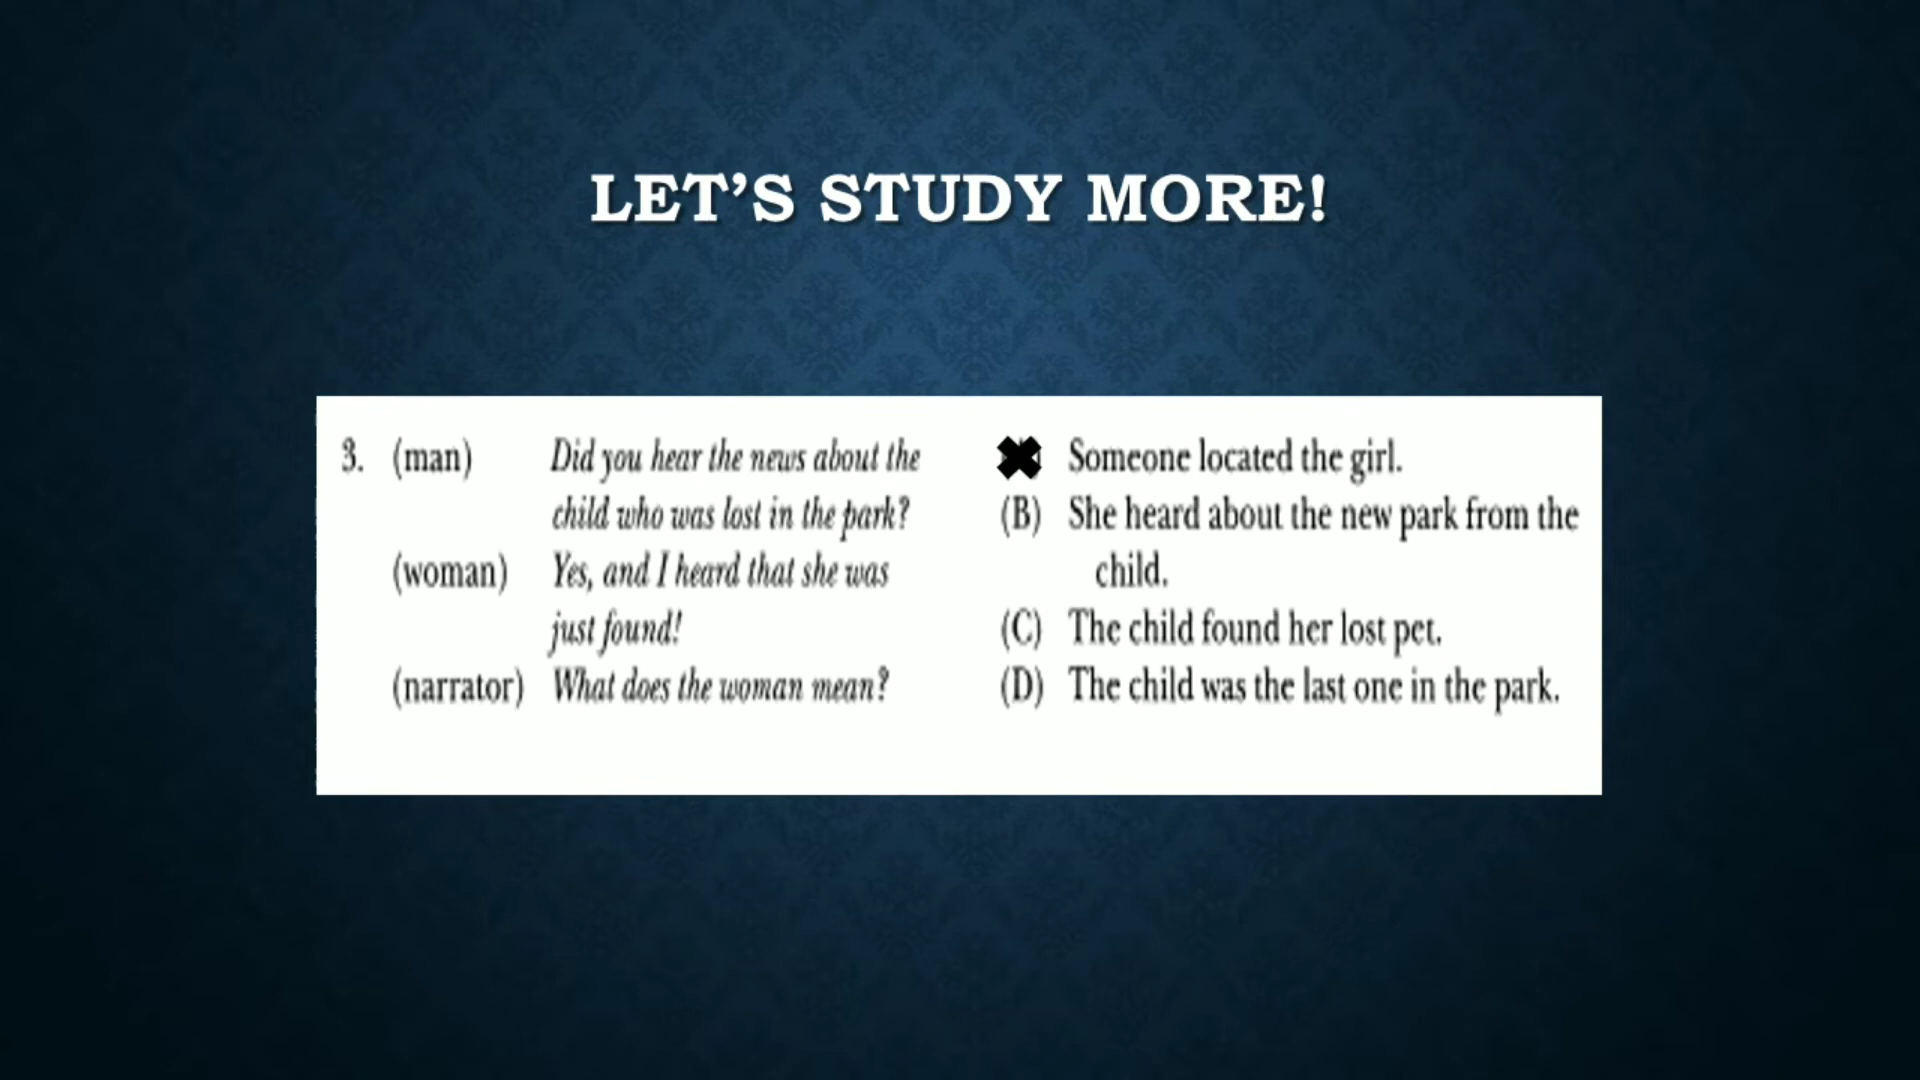 LET'S STUDY MORE!
3. (man) Did you hear the news about the
child who was lost in the park?
(woman) Yes, and I heard that she was
just found!
(narrator) What does the woman mean?
Someone located the girl.
(B) She heard about the new park from the
child.
(C) The child found her lost pet.
(D) The child was the last one in the park.